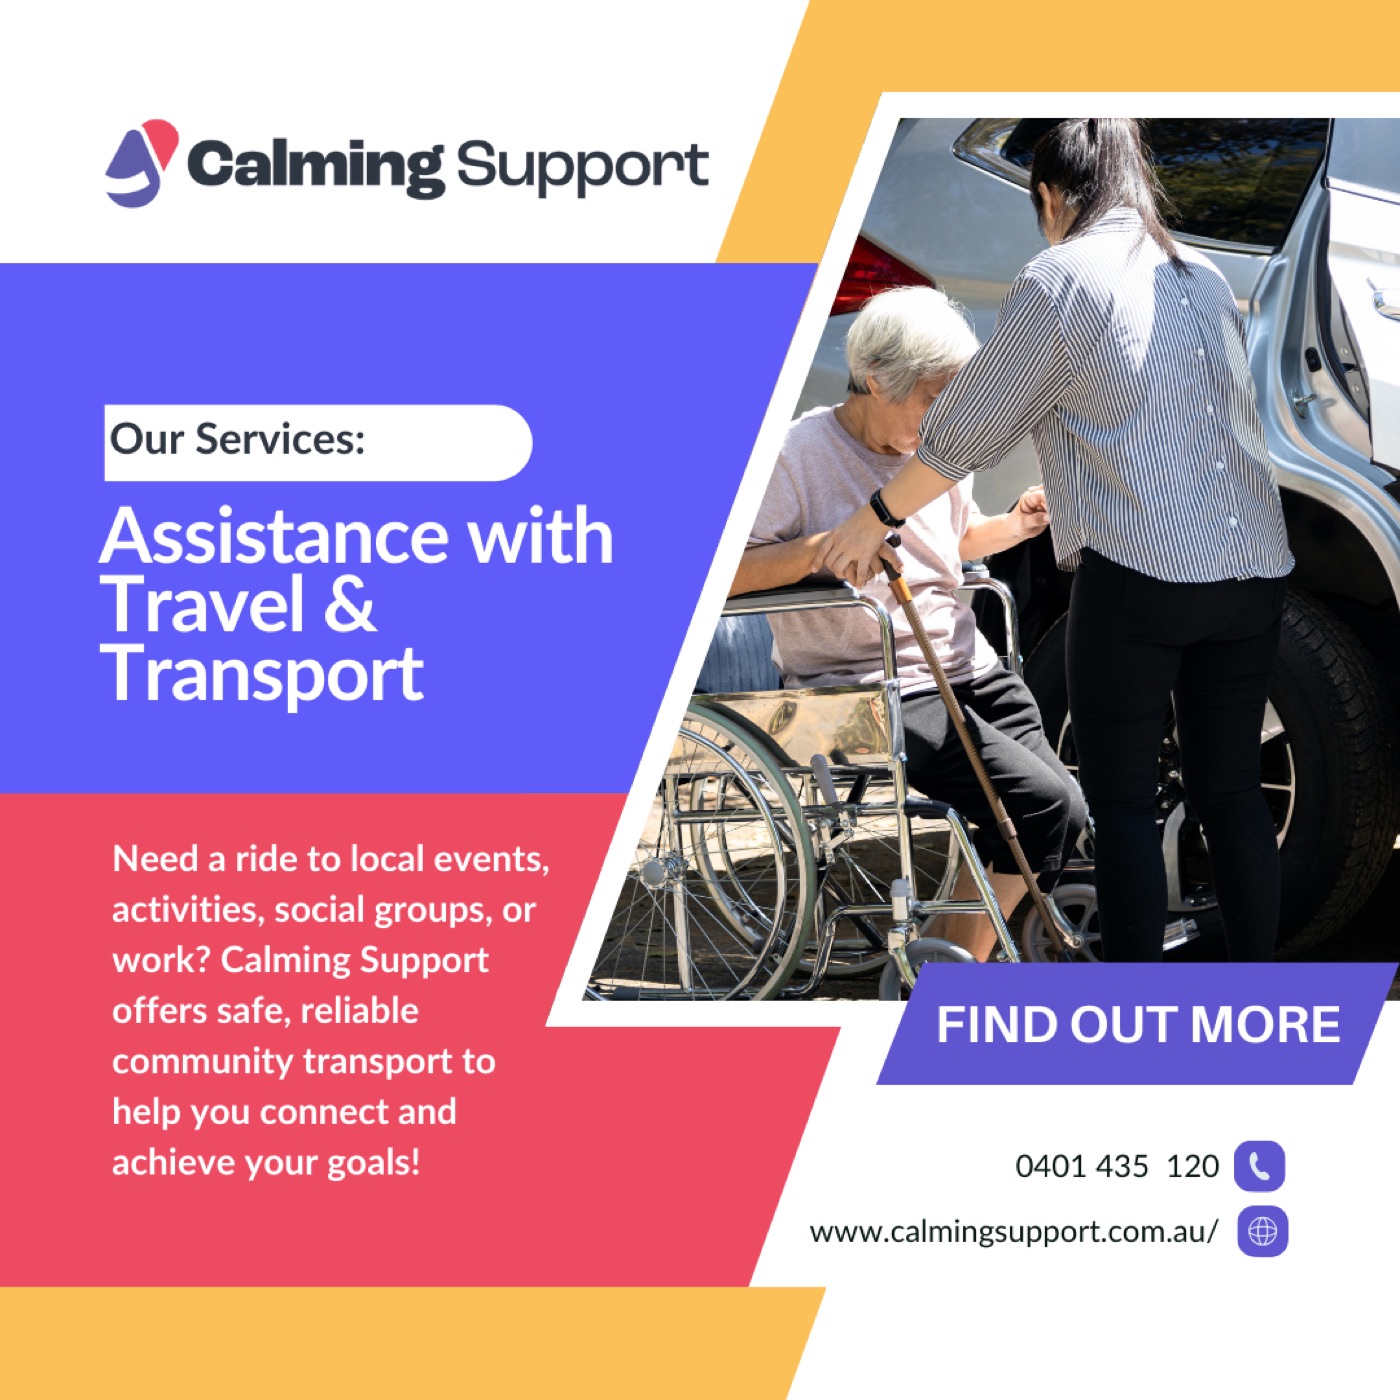 Calming Support
Our Services:
Assistance with
Travel &
Transport
Need a ride to local events,
activities, social groups, or
work? Calming Support
offers safe, reliable
community transport to
help you connect and
achieve your goals!
FIND OUT MORE
0401 435  120
www.calmingsupport.com.au/